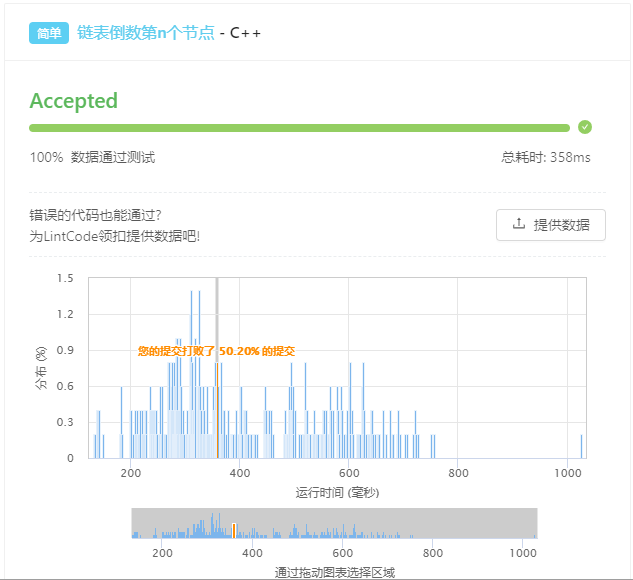 简单 链表倒数第n个节点 - C++
Accepted
100% 数据通过测试 总耗时: 358ms
错误的代码也能通过?
为LintCode领扣提供数据吧!
提供数据
1.5
1.2
0.9
0.6
0.3
0
分布 (%)
您的提交打败了 50.20% 的提交
200 400 600 800 1000
运行时间 (毫秒)
200 400 600 800 1000
通过拖动图表选择区域